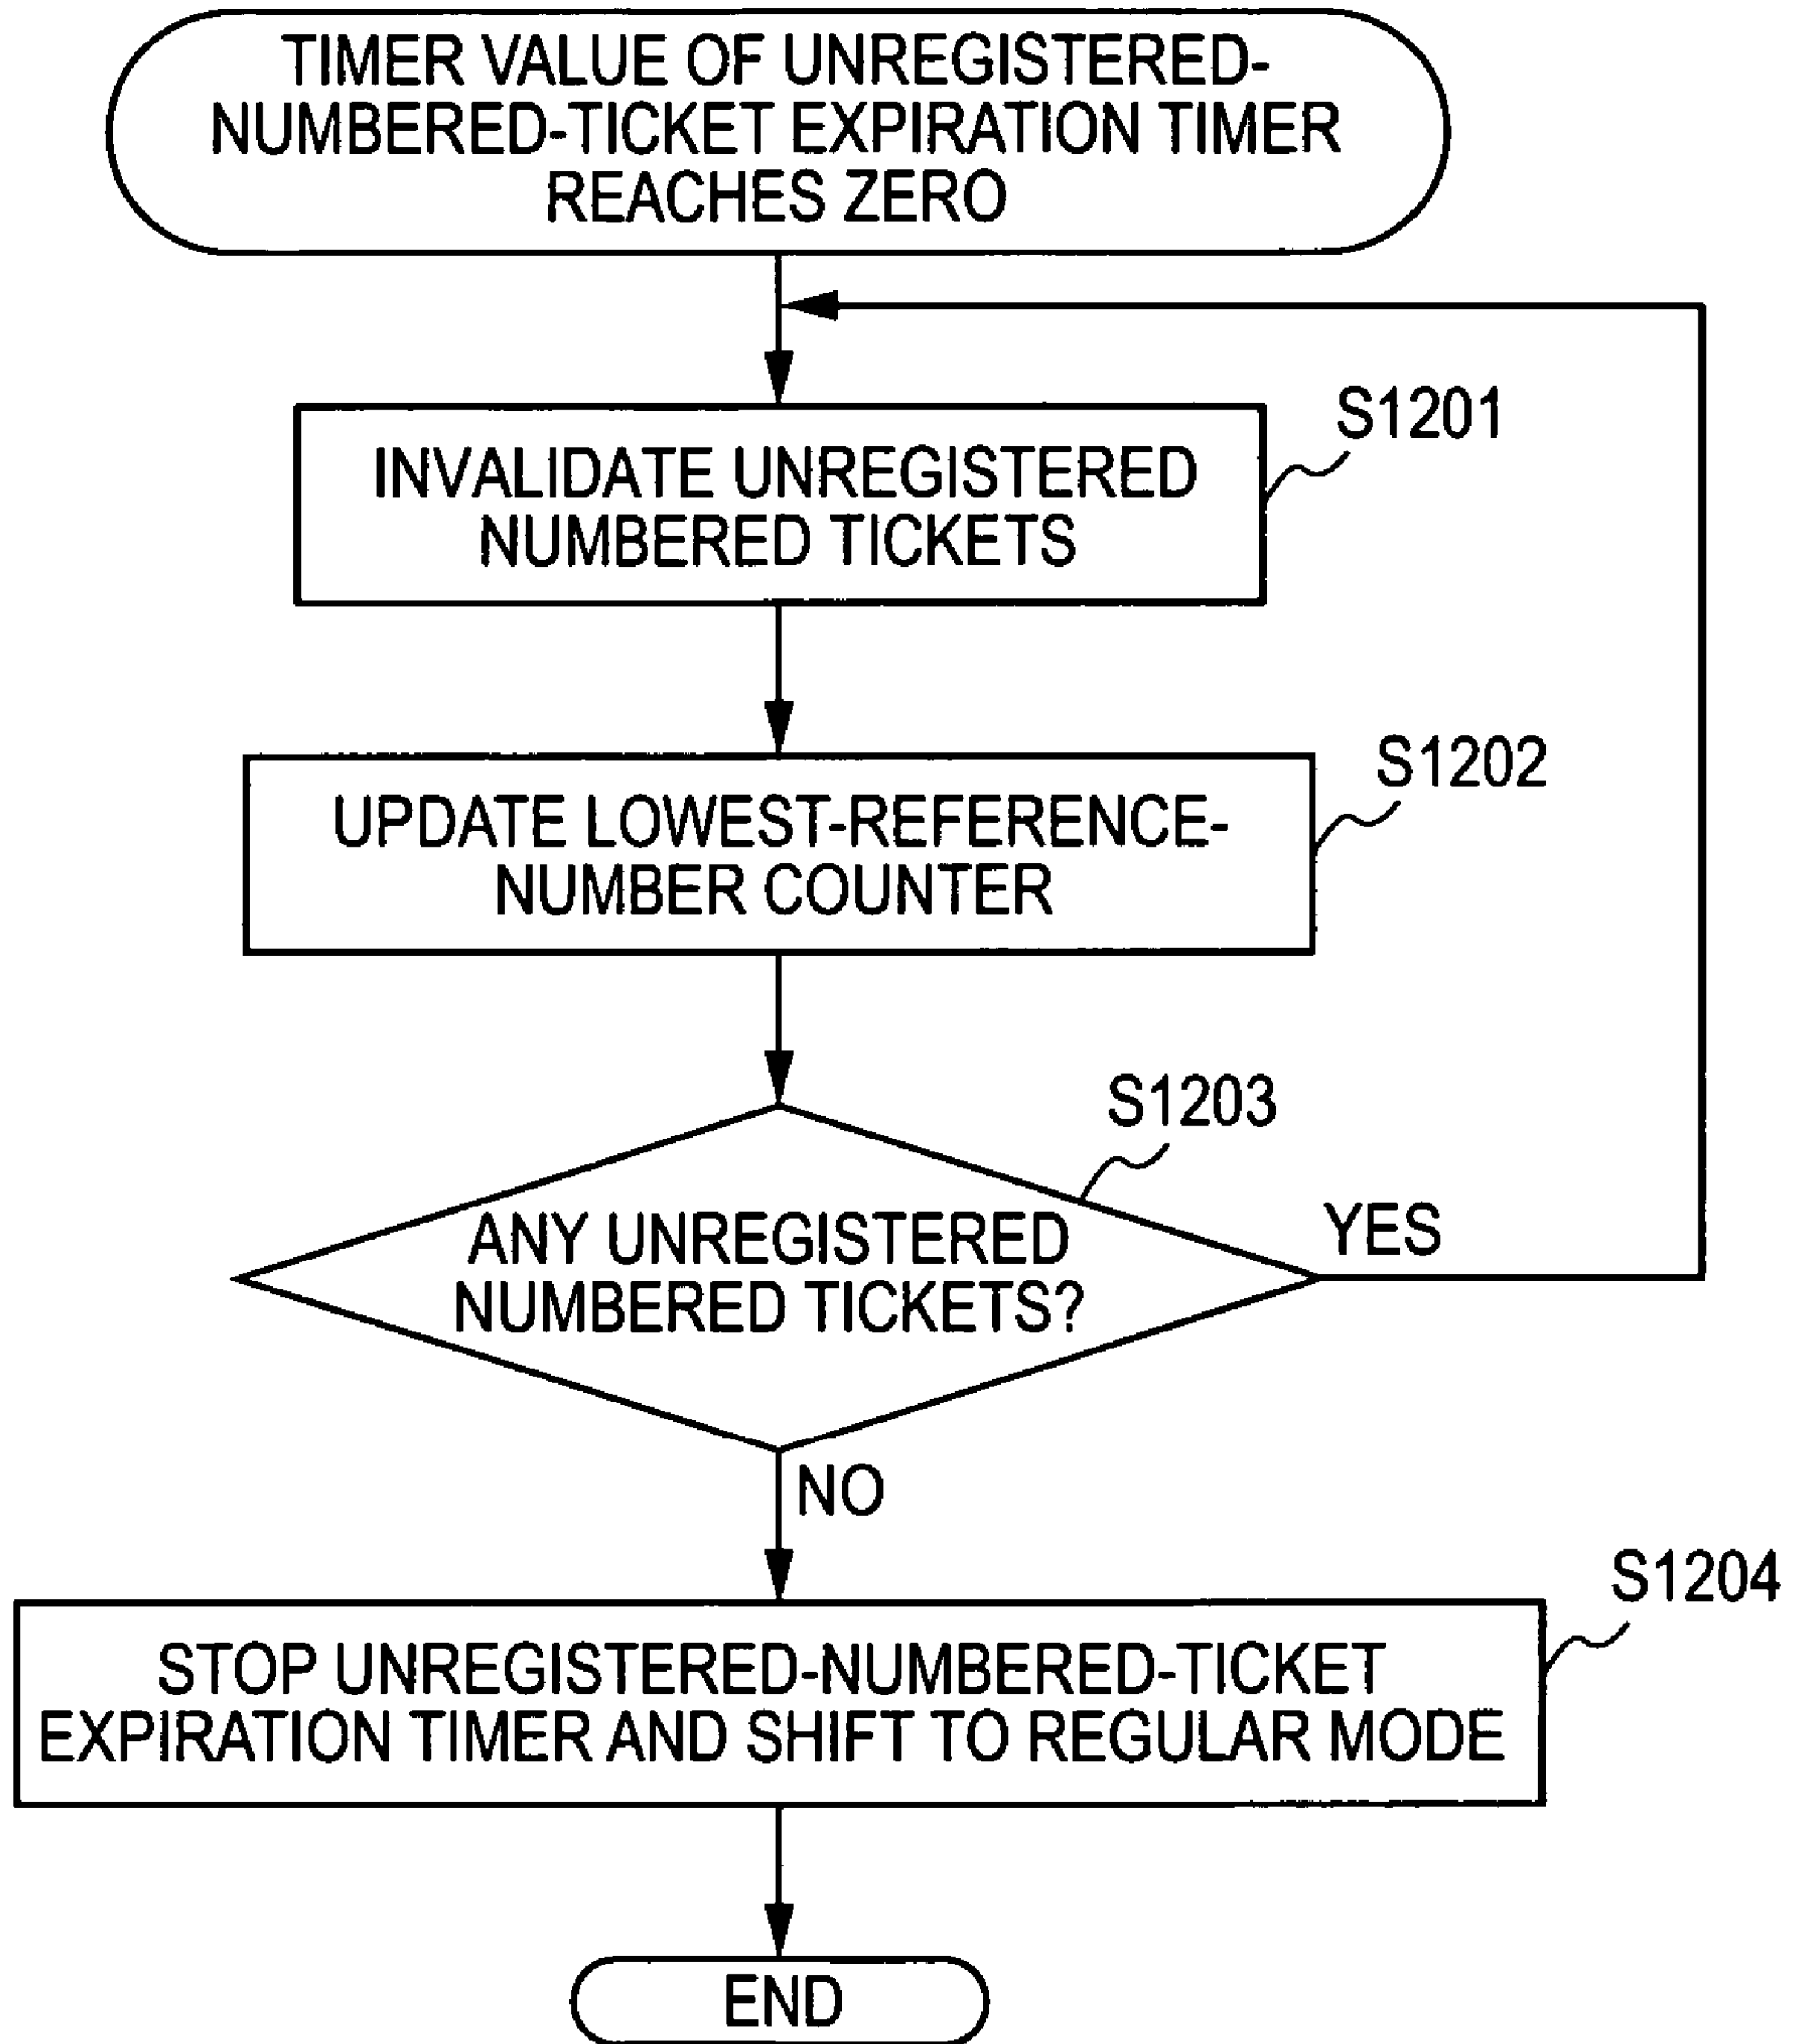 TIMER VALUE OF UNREGISTERED-
NUMBERED-TICKET EXPIRATION TIMER
REACHES ZERO
S1201
INVALIDATE UNREGISTERED
NUMBERED TICKETS
S1202
UPDATE LOWEST-REFERENCE-
NUMBER COUNTER
S1203
ANY UNREGISTERED
NUMBERED TICKETS?
YES
NO
S1204
STOP UNREGISTERED-NUMBERED-TICKET
EXPIRATION TIMER AND SHIFT TO REGULAR MODE
END